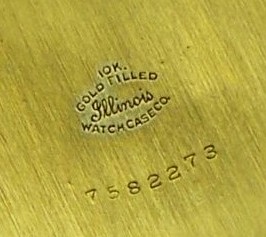 10K.
GOLD FILLED
Illinois
WATCH CASE CO.
7582273